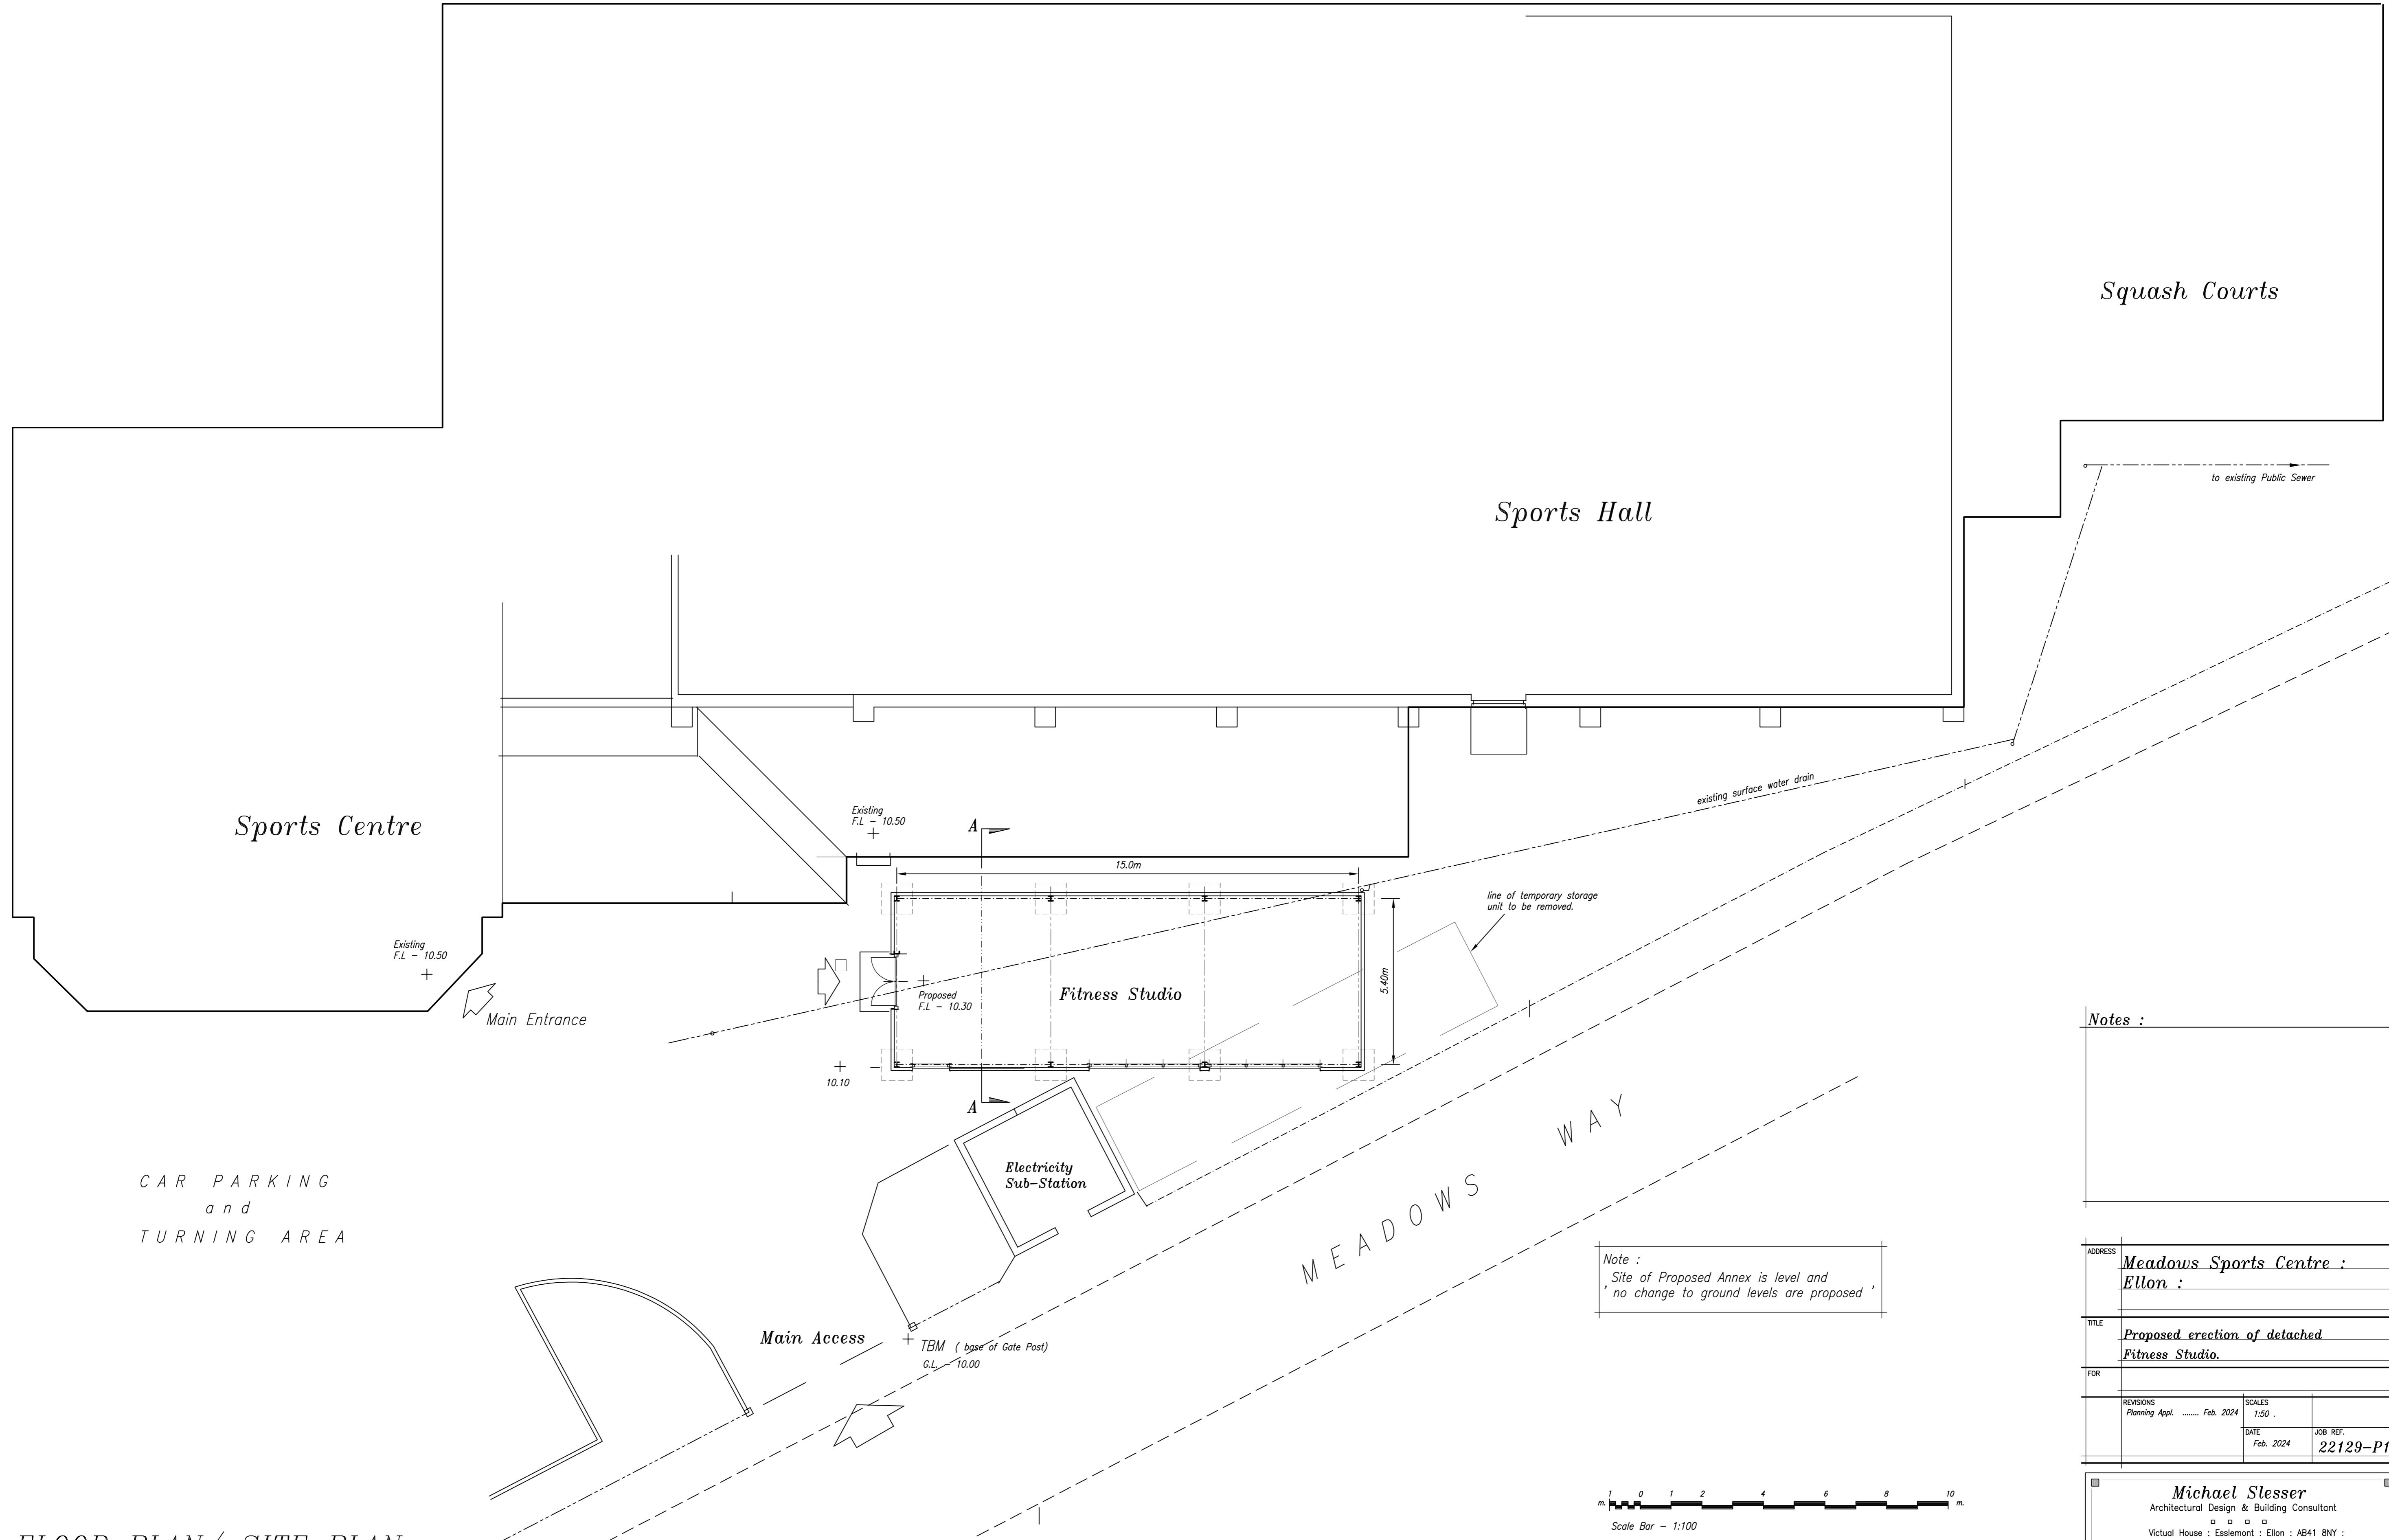 Squash Courts
to existing Public Sewer
Sports Hall
existing surface water drain
Sports Centre
Existing
F.L - 10.50
A
15.0m
line of temporary storage
unit to be removed.
Existing
F.L - 10.50
Main Entrance
Proposed
F.L - 10.30
Fitness Studio
5.40m
10.10
A
Electricity
Sub-Station
MEADOWS WAY
CAR PARKING
and
TURNING AREA
Main Access
TBM ( base of Gate Post)
G.L. - 10.00
Note :
' Site of Proposed Annex is level and
no change to ground levels are proposed '
Notes :
ADDRESS
Meadows Sports Centre :
Ellon :
TITLE
Proposed erection of detached
Fitness Studio.
FOR
REVISIONS
Planning Appl. ........ Feb. 2024
SCALES
1:50 .
DATE
Feb. 2024
JOB REF.
22129-P1
m. 1 0 1 2 4 6 8 10 m.
Scale Bar - 1:100
Michael Slesser
Architectural Design & Building Consultant
Victual House : Esslemont : Ellon : AB41 8NY :
FLOOR PLAN/ SITE PLAN